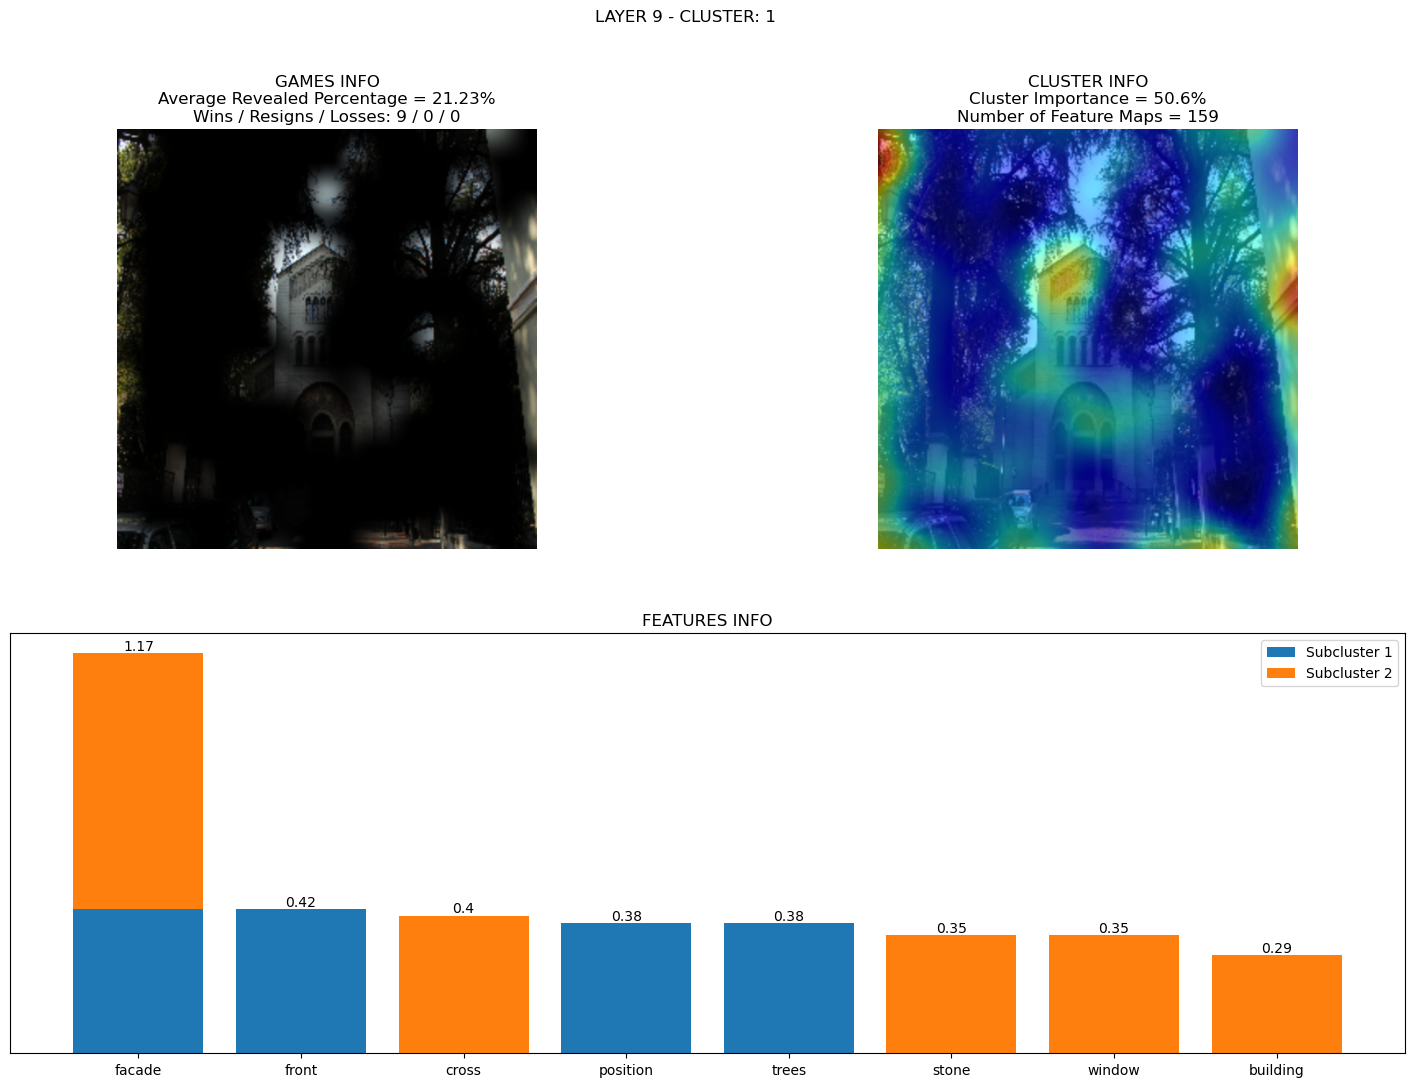 LAYER 9 - CLUSTER: 1
GAMES INFO
Average Revealed Percentage = 21.23%
Wins / Resigns / Losses: 9 / 0 / 0
CLUSTER INFO
Cluster Importance = 50.6%
Number of Feature Maps = 159
FEATURES INFO
Subcluster 1
Subcluster 2
1.17
0.42
0.4
0.38
0.38
0.35
0.35
0.29
facade
front
cross
position
trees
stone
window
building